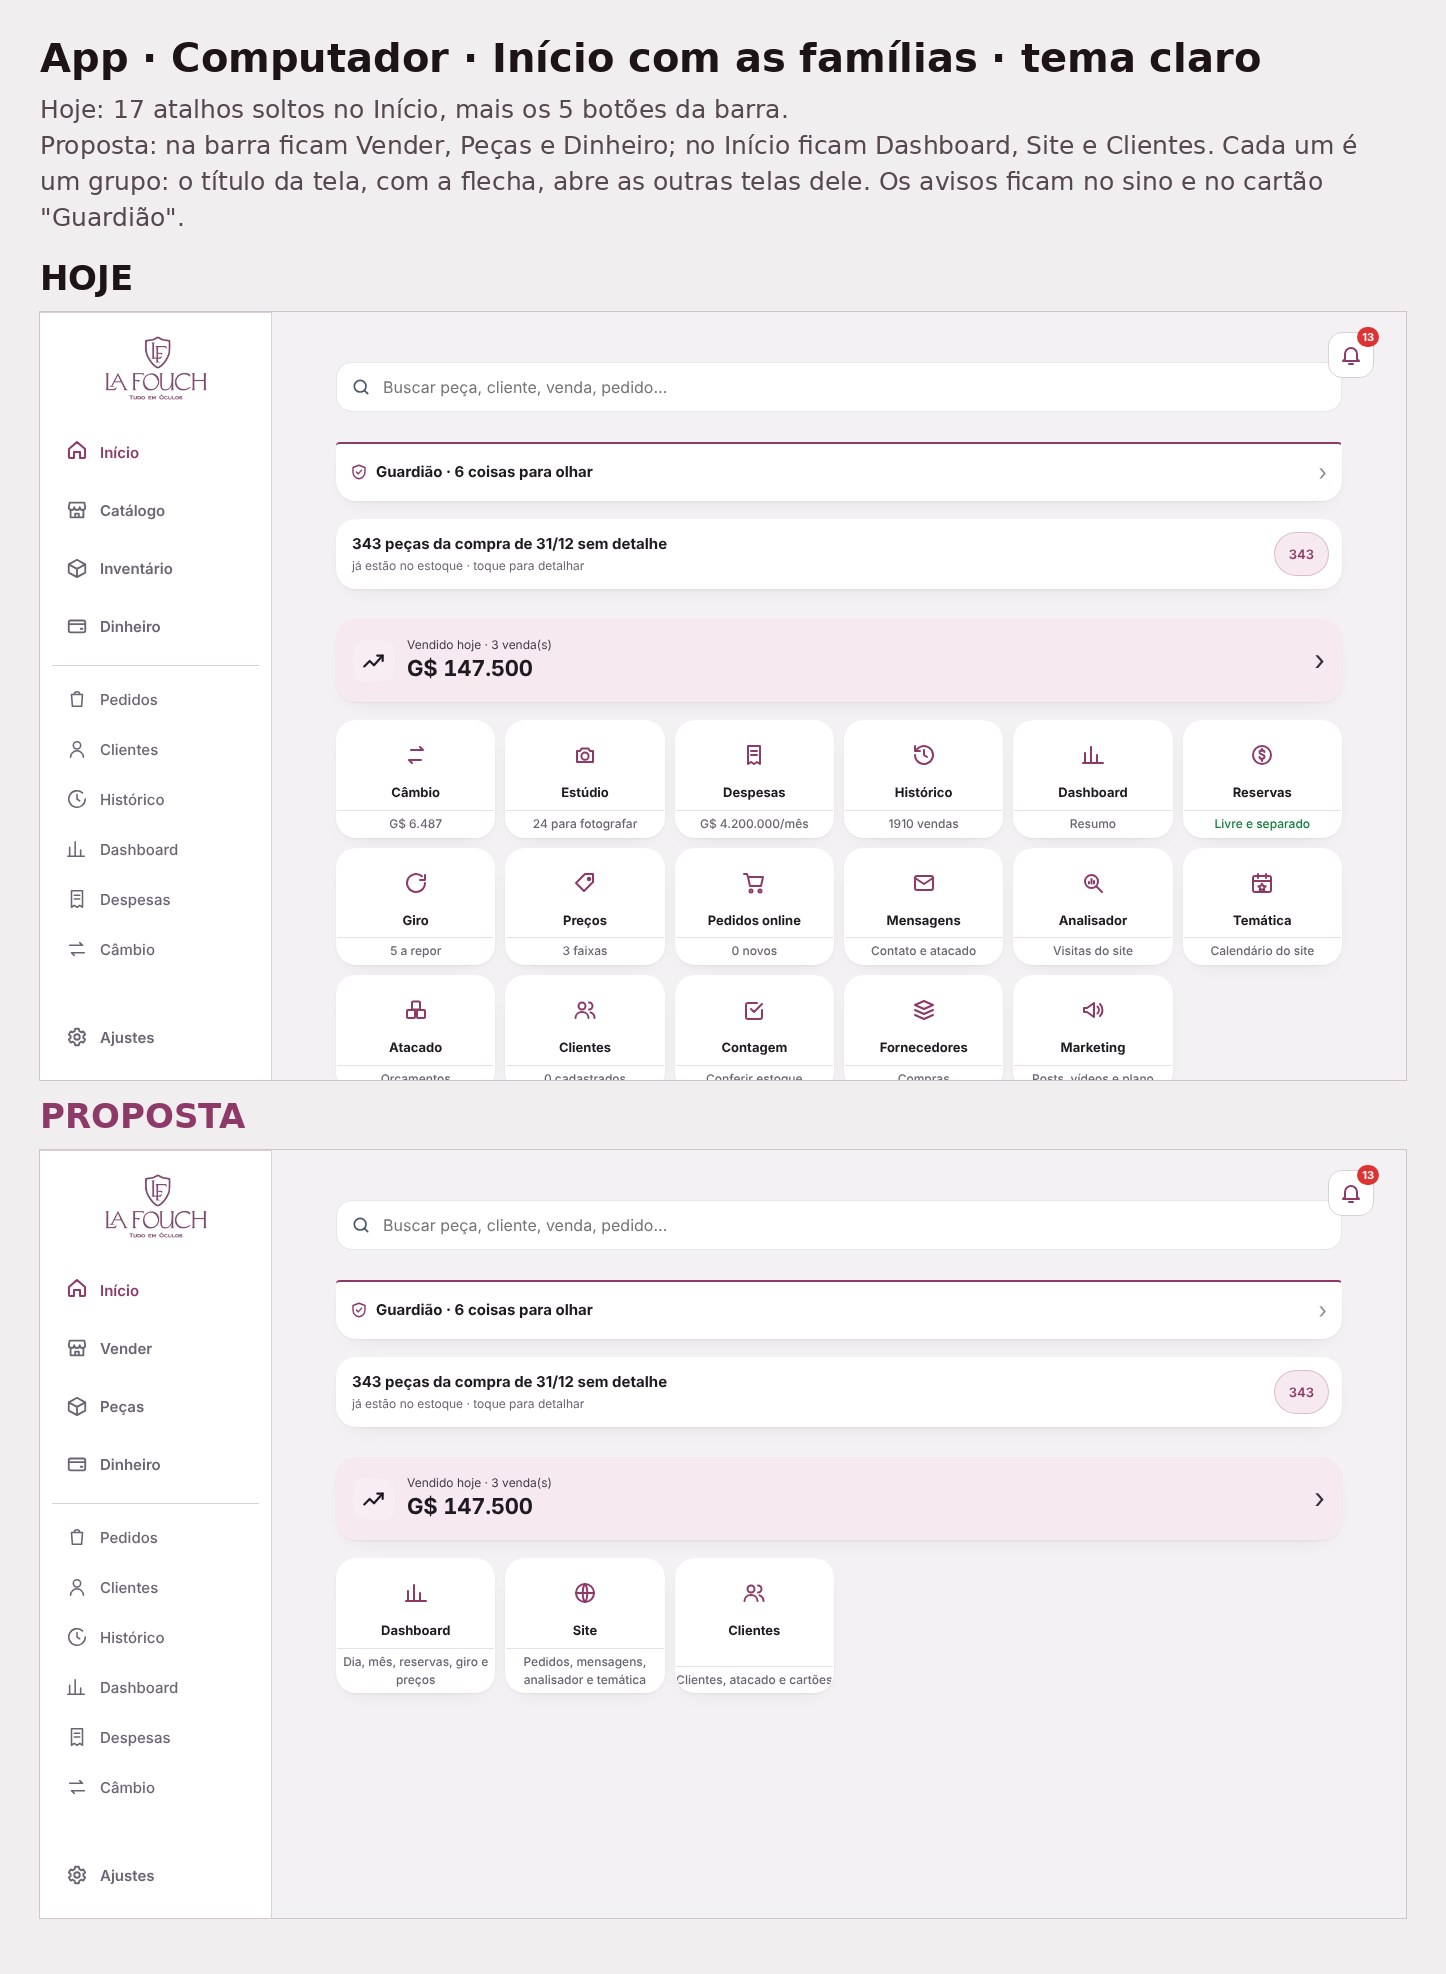 App · Computador · Início com as famílias · tema claro
Hoje: 17 atalhos soltos no Início, mais os 5 botões da barra.
Proposta: na barra ficam Vender, Peças e Dinheiro; no Início ficam Dashboard, Site e Clientes. Cada um é
um grupo: o título da tela, com a flecha, abre as outras telas dele. Os avisos ficam no sino e no cartão
"Guardião".
HOJE
LF
LA FOUCH
Tudo em Óculos
Início
Catálogo
Inventário
Dinheiro
Pedidos
Clientes
Histórico
Dashboard
Despesas
Câmbio
Ajustes
13
Buscar peça, cliente, venda, pedido...
Guardião · 6 coisas para olhar
343 peças da compra de 31/12 sem detalhe
já estão no estoque · toque para detalhar
343
Vendido hoje · 3 venda(s)
G$ 147.500
Câmbio Estúdio Despesas Histórico Dashboard Reservas
G$ 6.487 24 para fotografar G$ 4.200.000/mês 1910 vendas Resumo Livre e separado
Giro Preços Pedidos online Mensagens Analisador Temática
5 a repor 3 faixas 0 novos Contato e atacado Visitas do site Calendário do site
Atacado Clientes Contagem Fornecedores Marketing
Orçamentos 0 cadastrados Conferir estoque Compras Posts, vídeos e plano
PROPOSTA
LF
LA FOUCH
Tudo em Óculos
Início
Vender
Peças
Dinheiro
Pedidos
Clientes
Histórico
Dashboard
Despesas
Câmbio
Ajustes
13
Buscar peça, cliente, venda, pedido...
Guardião · 6 coisas para olhar
343 peças da compra de 31/12 sem detalhe
já estão no estoque · toque para detalhar
343
Vendido hoje · 3 venda(s)
G$ 147.500
Dashboard
Dia, mês, reservas, giro e
preços
Site
Pedidos, mensagens,
analisador e temática
Clientes
Clientes, atacado e cartões